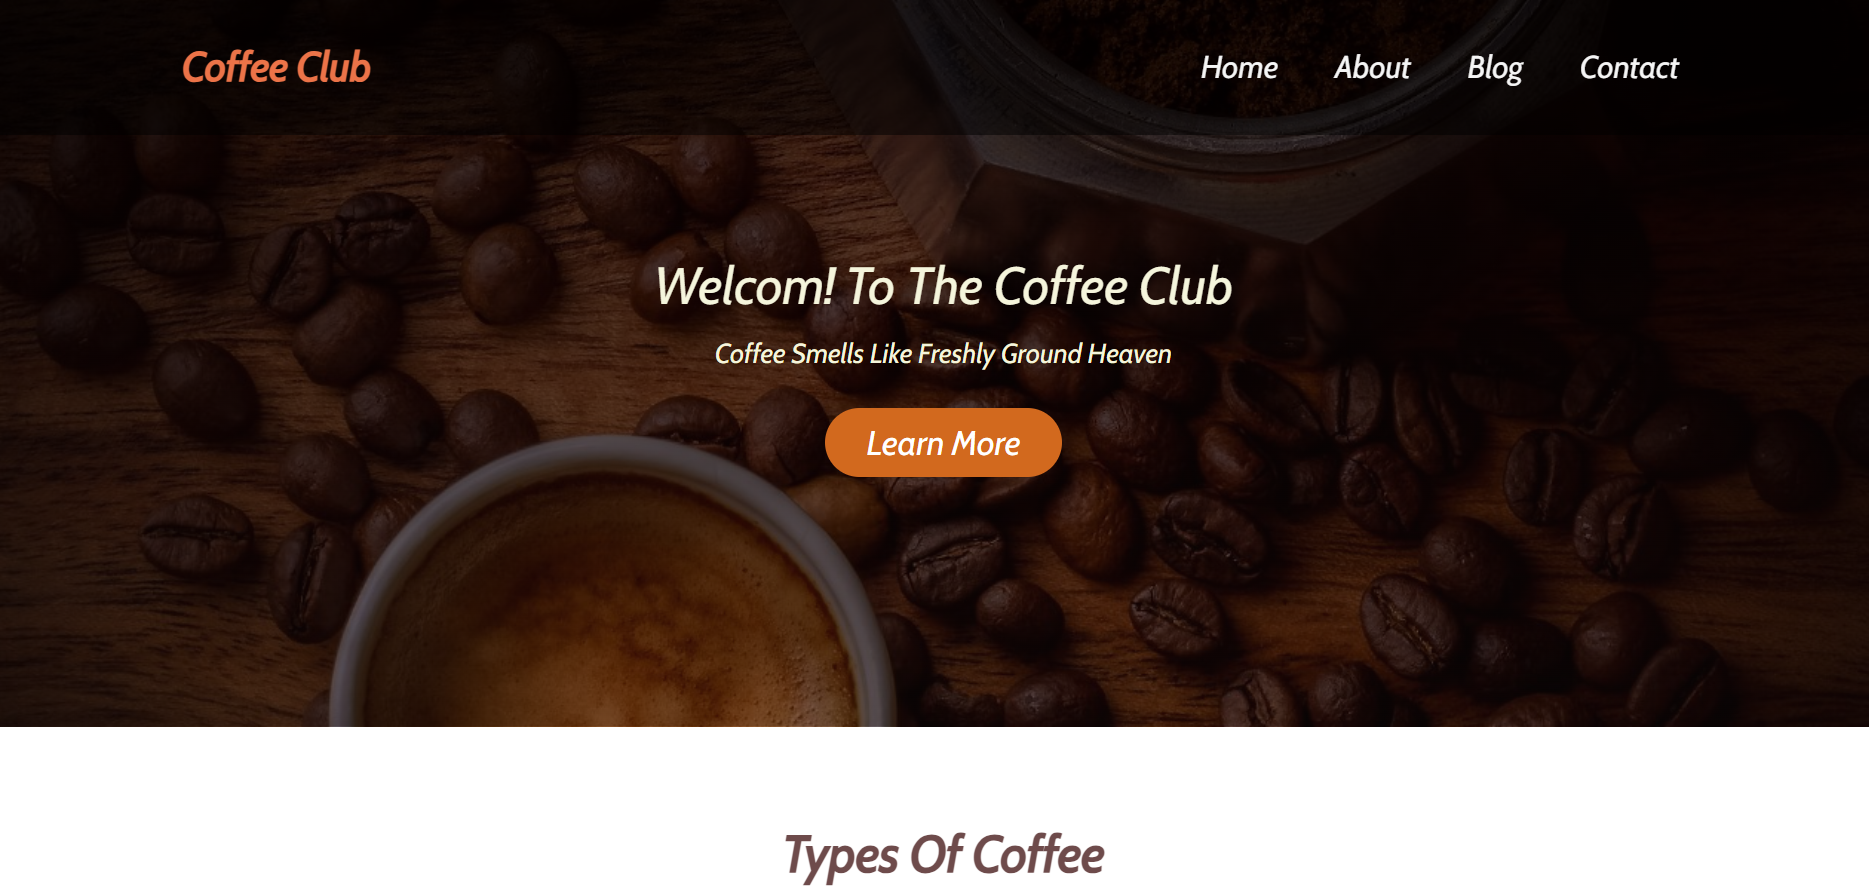 Coffee Club
Home About Blog Contact
Welcom! To The Coffee Club
Coffee Smells Like Freshly Ground Heaven
Learn More
Types Of Coffee